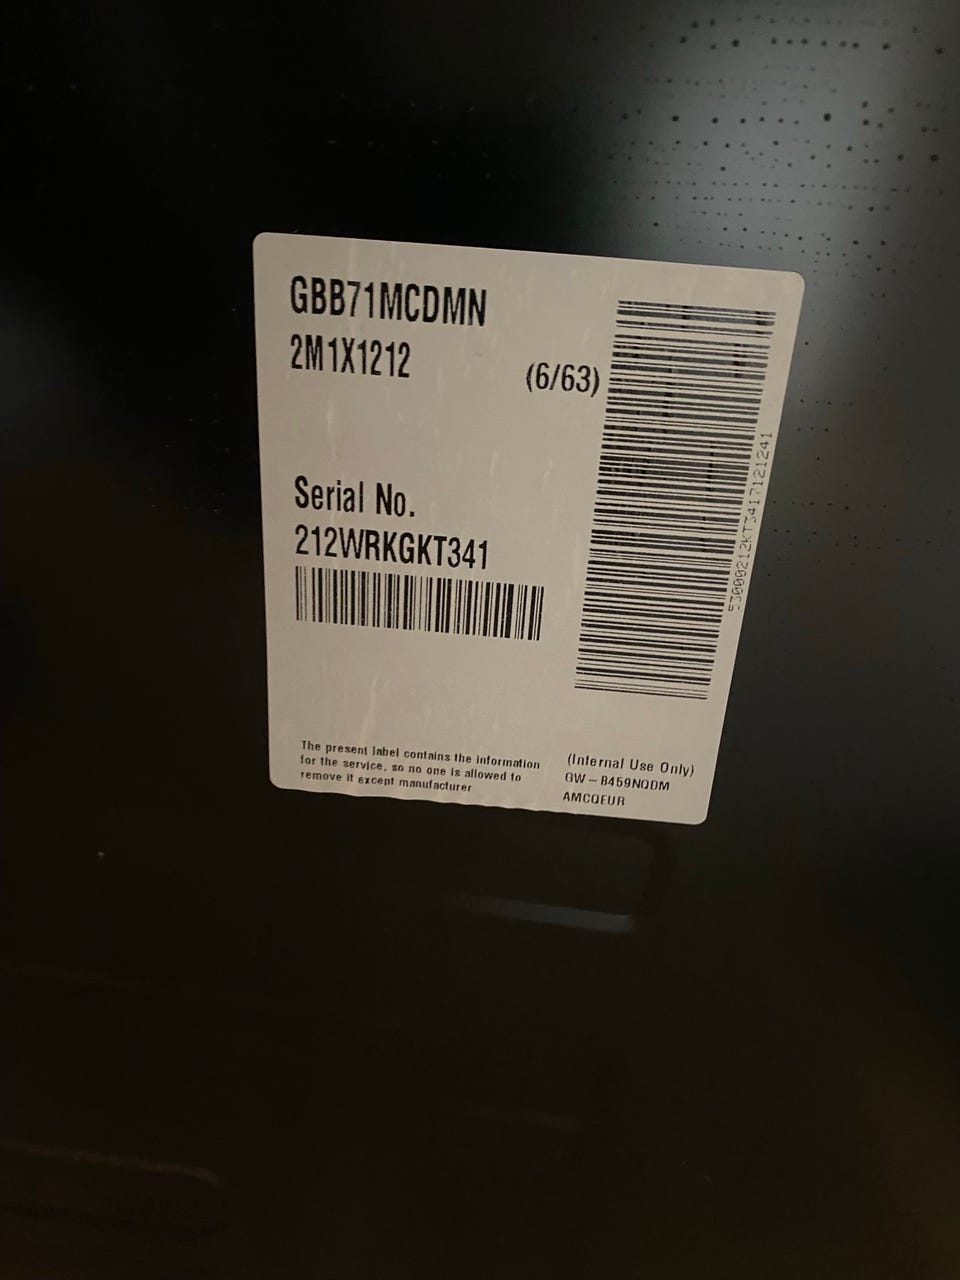 GBB71MCDMN
2M1X1212
(6/63)
Serial No.
212WRKGKT341
The present label contains the information
for the service, so no one is allowed to
remove it except manufacturer
(Internal Use Only)
GW-B459NQDM
AMCQEUR